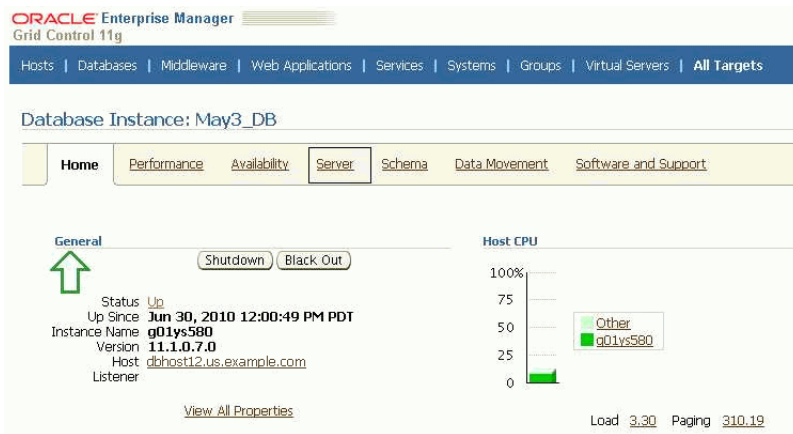 ORACLE Enterprise Manager
Grid Control 11g
Hosts | Databases | Middleware | Web Applications | Services | Systems | Groups | Virtual Servers | All Targets
Database Instance: May3_DB
Home Performance Availability Server Schema Data Movement Software and Support
General
Shutdown Black Out
Status Up
Up Since Jun 30, 2010 12:00:49 PM PDT
Instance Name g01ys580
Version 11.1.0.7.0
Host dbhost12.us.example.com
Listener
View All Properties
Host CPU
100%
75
50
25
0
Other
g01ys580
Load 3.30 Paging 310.19